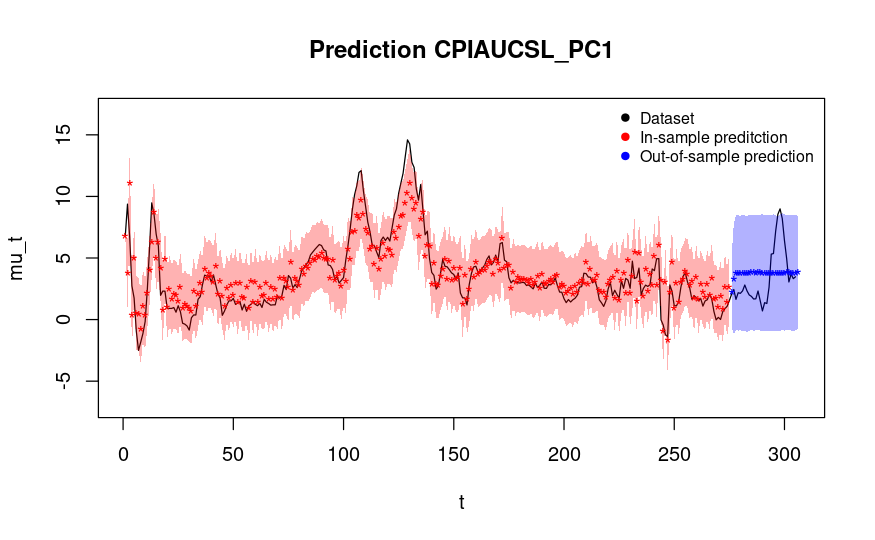 Prediction CPIAUCSL_PC1
Dataset
In-sample preditction
Out-of-sample prediction
mu_t
15
10
5
0
-5
0 50 100 150 200 250 300
t